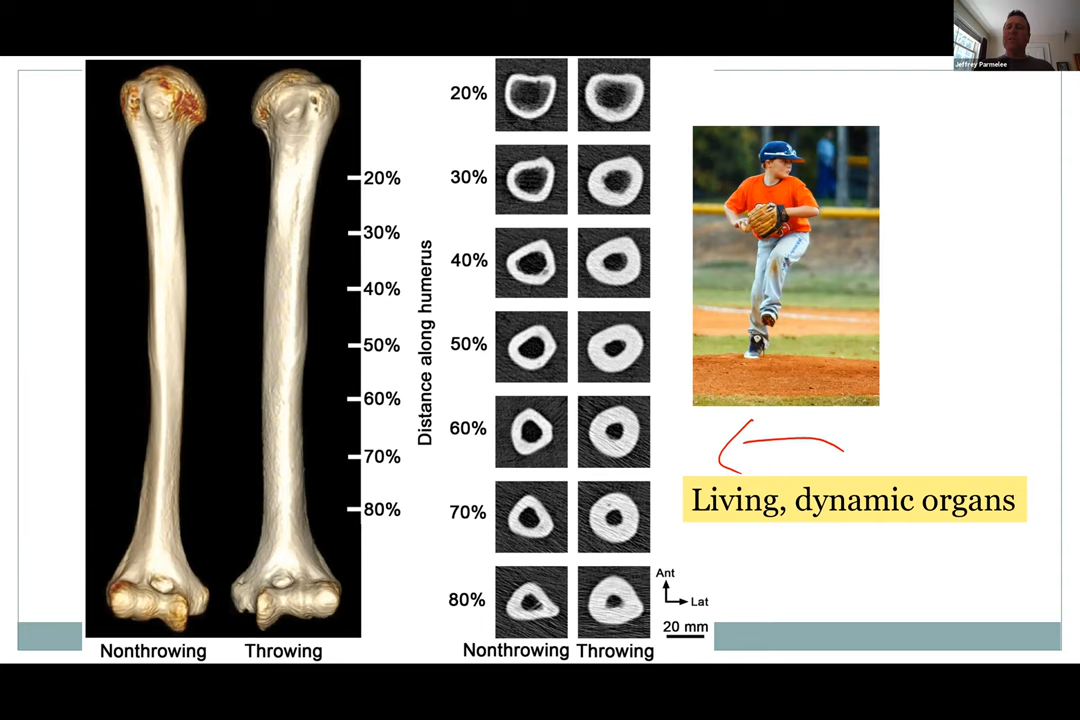 Jeffrey Parmelee
20%
30%
40%
50%
60%
70%
80%
Nonthrowing
Throwing
Distance along humerus
20%
30%
40%
50%
60%
70%
80%
Nonthrowing
Throwing
Ant
Lat
20 mm
Living, dynamic organs